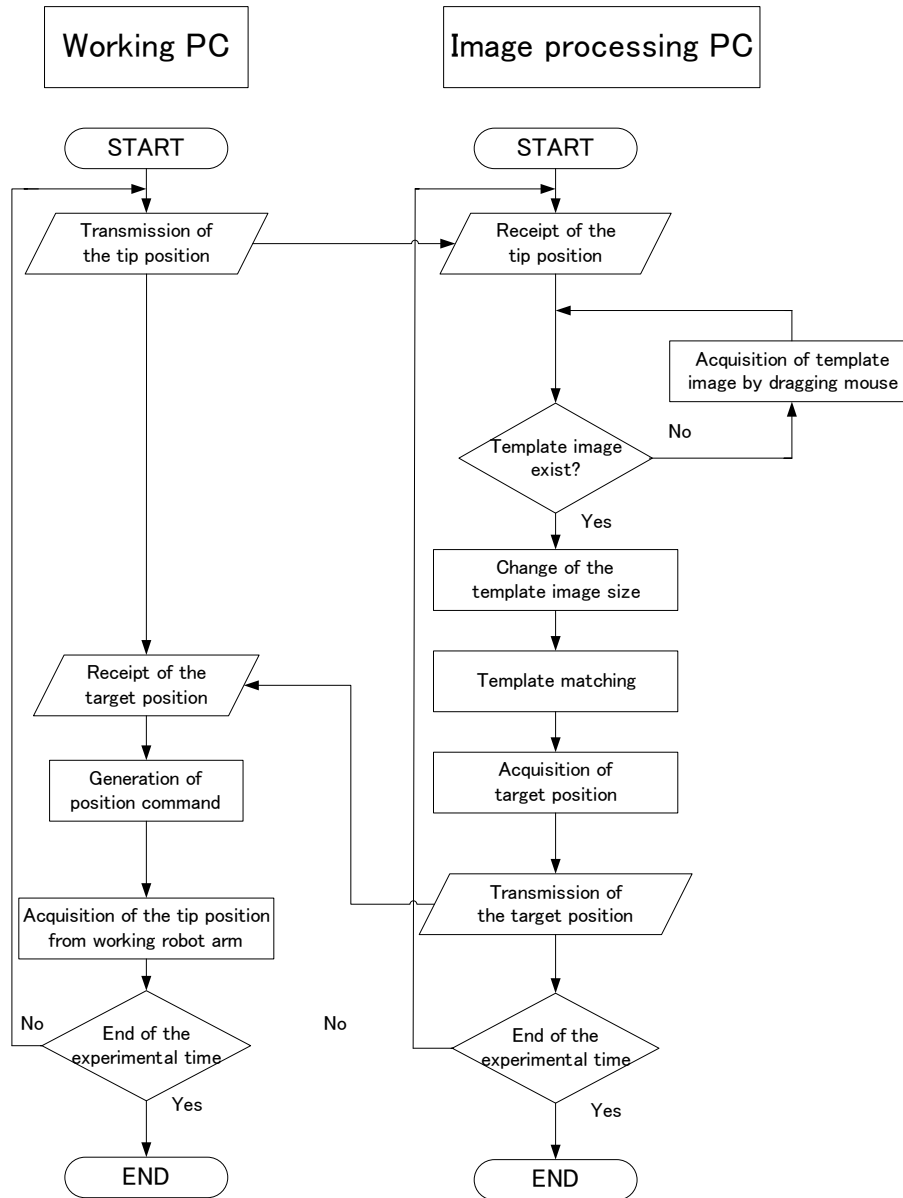 Working PC
START
Transmission of
the tip position
Receipt of the
target position
Generation of
position command
Acquisition of the tip position
from working robot arm
No
End of the
experimental time
Yes
END
Image processing PC
START
Receipt of the
tip position
Acquisition of template
image by dragging mouse
No
Template image
exist?
Yes
Change of the
template image size
Template matching
Acquisition of
target position
Transmission of
the target position
No
End of the
experimental time
Yes
END